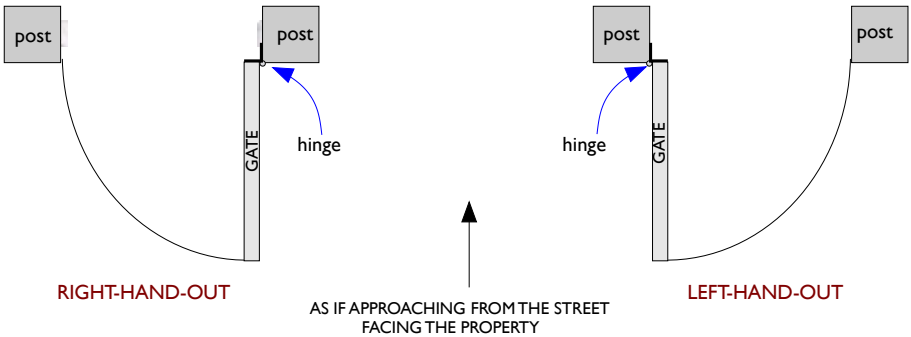 post
post
post
post
hinge
hinge
GATE
GATE
RIGHT-HAND-OUT
LEFT-HAND-OUT
AS IF APPROACHING FROM THE STREET
FACING THE PROPERTY